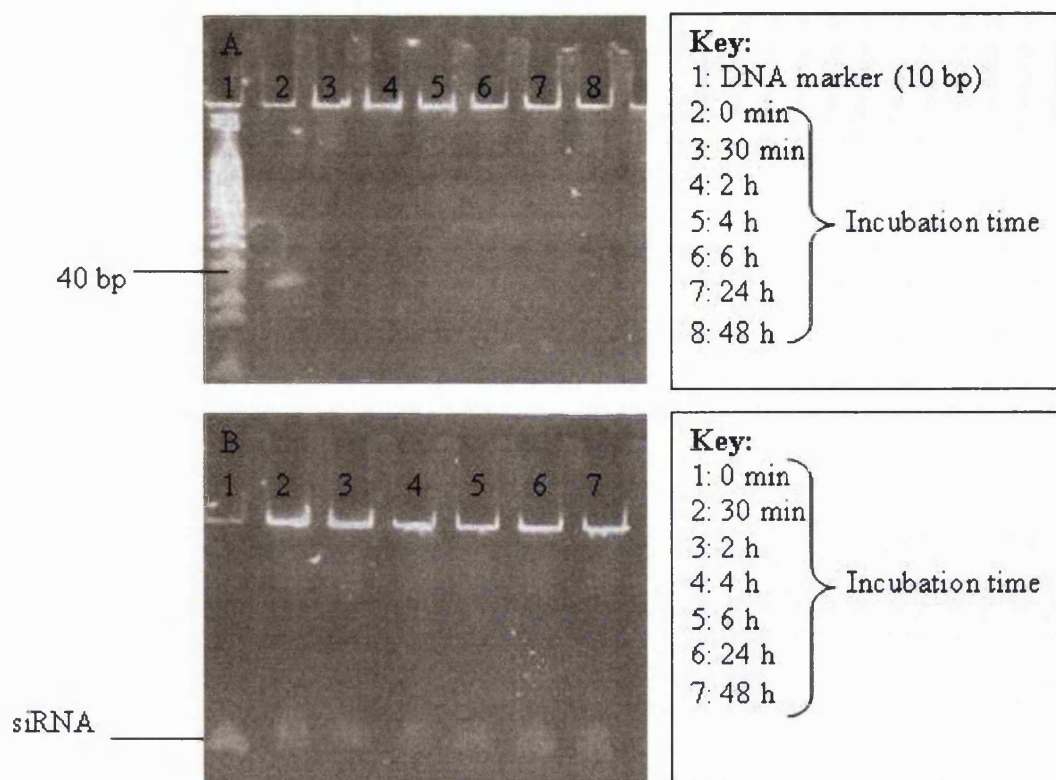 A
1 2 3 4 5 6 7 8
40 bp
Key:
1: DNA marker (10 bp)
2: 0 min
3: 30 min
4: 2 h
5: 4 h
6: 6 h
7: 24 h
8: 48 h
Incubation time
B
1 2 3 4 5 6 7
siRNA
Key:
1: 0 min
2: 30 min
3: 2 h
4: 4 h
5: 6 h
6: 24 h
7: 48 h
Incubation time